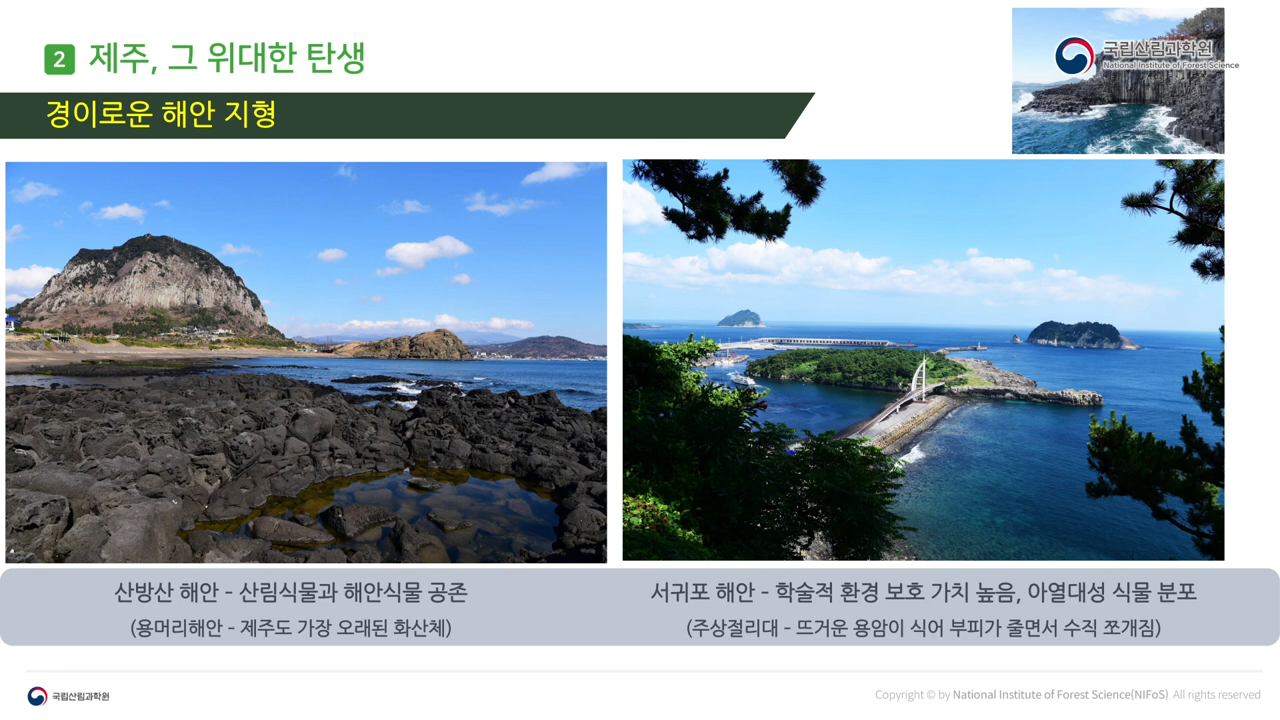 2 제주, 그 위대한 탄생
국립산림과학원
National Institute of Forest Science
경이로운 해안 지형
산방산 해안 – 산림식물과 해안식물 공존
(용머리해안 – 제주도 가장 오래된 화산체)
서귀포 해안 – 학술적 환경 보호 가치 높음, 아열대성 식물 분포
(주상절리대 – 뜨거운 용암이 식어 부피가 줄면서 수직 쪼개짐)
국립산림과학원
Copyright © by National Institute of Forest Science(NIFoS). All rights reserved